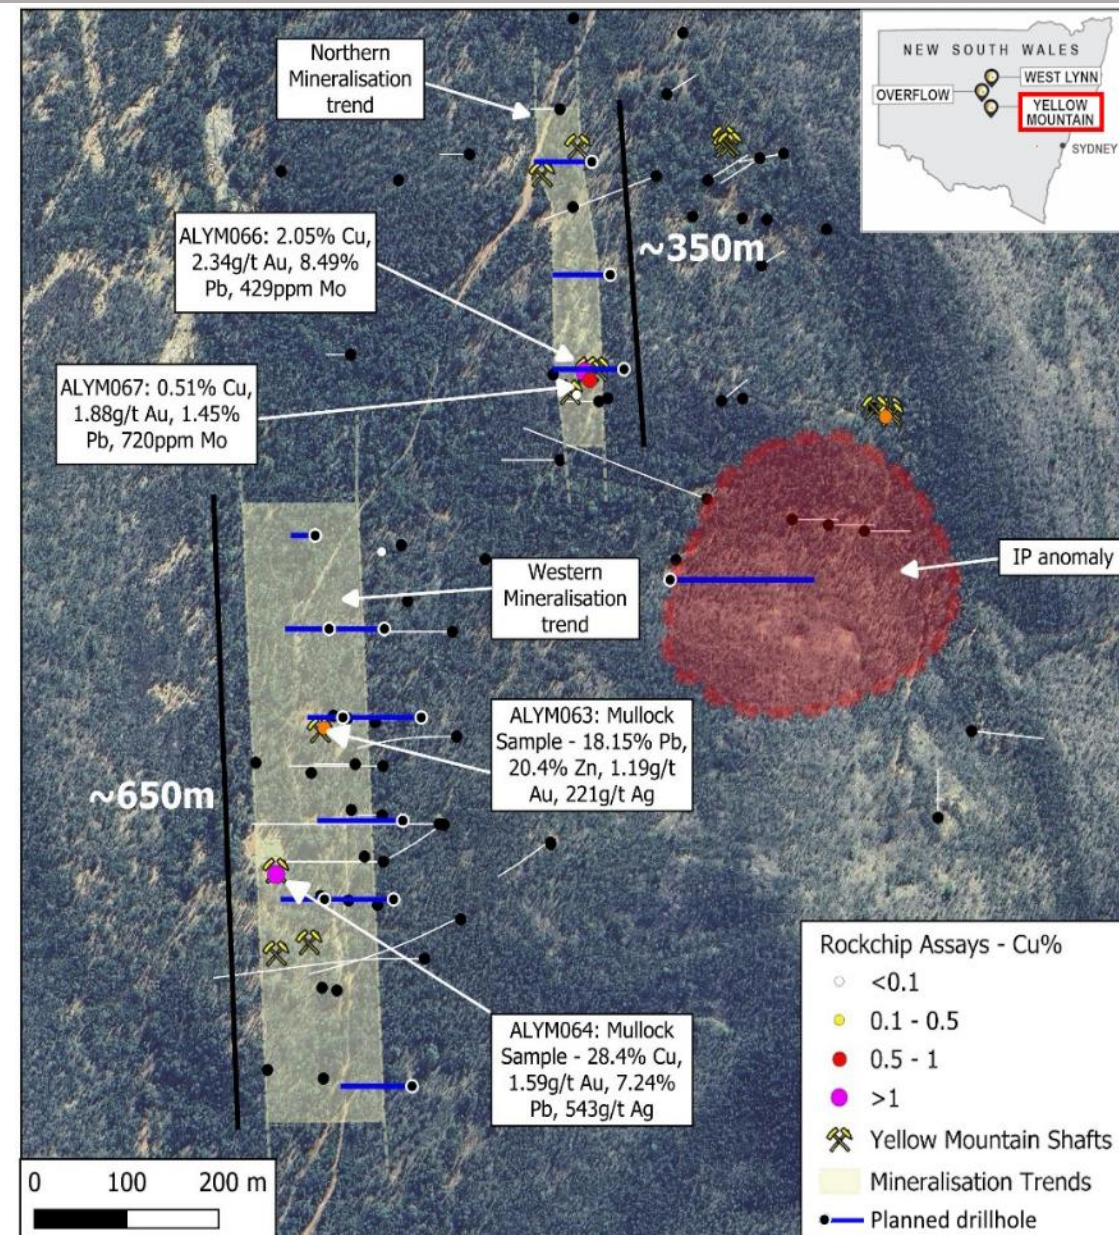 Northern
Mineralisation
trend
NEW SOUTH WALES
WEST LYNN
OVERFLOW
YELLOW
MOUNTAIN
SYDNEY
ALYM066: 2.05% Cu,
2.34g/t Au, 8.49%
Pb, 429ppm Mo
~350m
ALYM067: 0.51% Cu,
1.88g/t Au, 1.45%
Pb, 720ppm Mo
IP anomaly
Western
Mineralisation
trend
ALYM063: Mullock
Sample - 18.15% Pb,
20.4% Zn, 1.19g/t
Au, 221g/t Ag
~650m
ALYM064: Mullock
Sample - 28.4% Cu,
1.59g/t Au, 7.24%
Pb, 543g/t Ag
Rockchip Assays - Cu%
<0.1
0.1 - 0.5
0.5 - 1
>1
Yellow Mountain Shafts
Mineralisation Trends
Planned drillhole
0 100 200 m